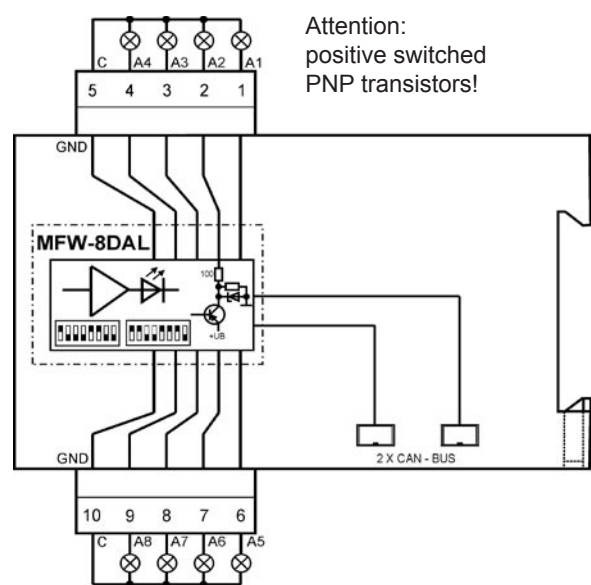 Attention:
positive switched
PNP transistors!
C A4 A3 A2 A1
5 4 3 2 1
GND
MFW-8DAL
100
+UB
2 X CAN - BUS
GND
10 9 8 7 6
C A8 A7 A6 A5